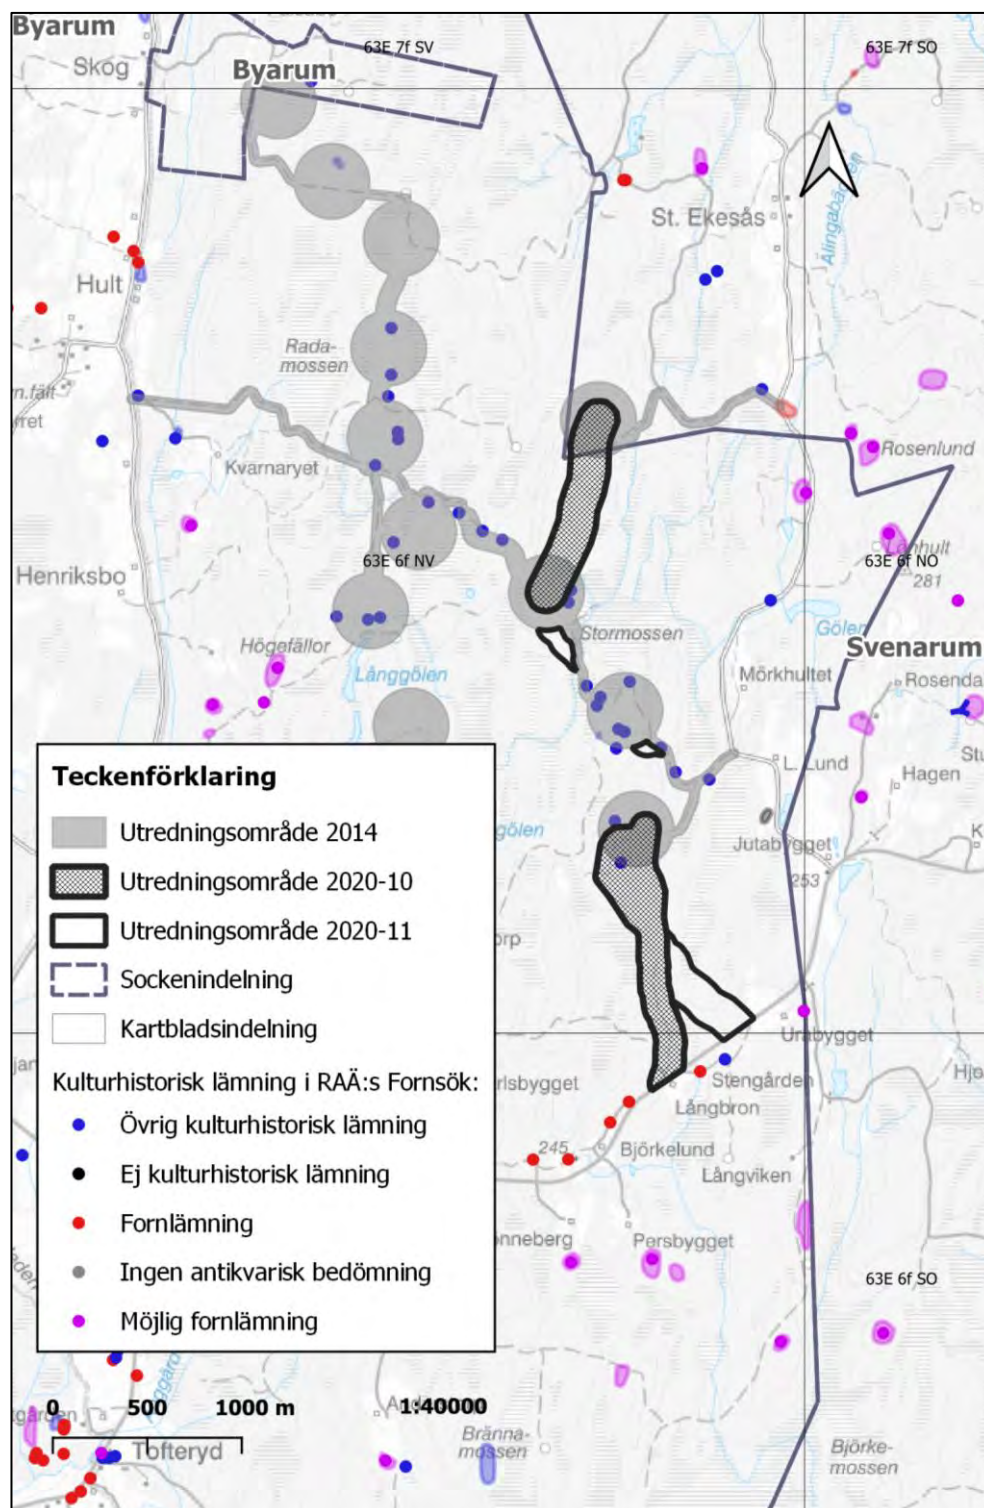 Byarum
Skog
63E 7f SV
63E 7f SO
Byarum
St. Ekesås
Hult
Rada-
mossen
Rosenlund
Kvarnaryet
63E 6f NV
63E 6f NO
281
Henriksbo
Stormossen
Gölen
Högefällor
Långgölen
Svenarum
Mörkhultet
L. Lund
Hagen
Jutabygget
253
Teckenförklaring
Utredningsområde 2014
Utredningsområde 2020-10
Utredningsområde 2020-11
Sockenindelning
Kartbladsindelning
Kulturhistorisk lämning i RAÄ:s Fornsök:
Övrig kulturhistorisk lämning
Ej kulturhistorisk lämning
Fornlämning
Ingen antikvarisk bedömning
Möjlig fornlämning
Stengården
Långbron
245
Björkelund
Långviken
Persbygget
63E 6f SO
0 500 1000 m 1:40000
Tofteryd
Bränna-
mossen
Björke-
mossen